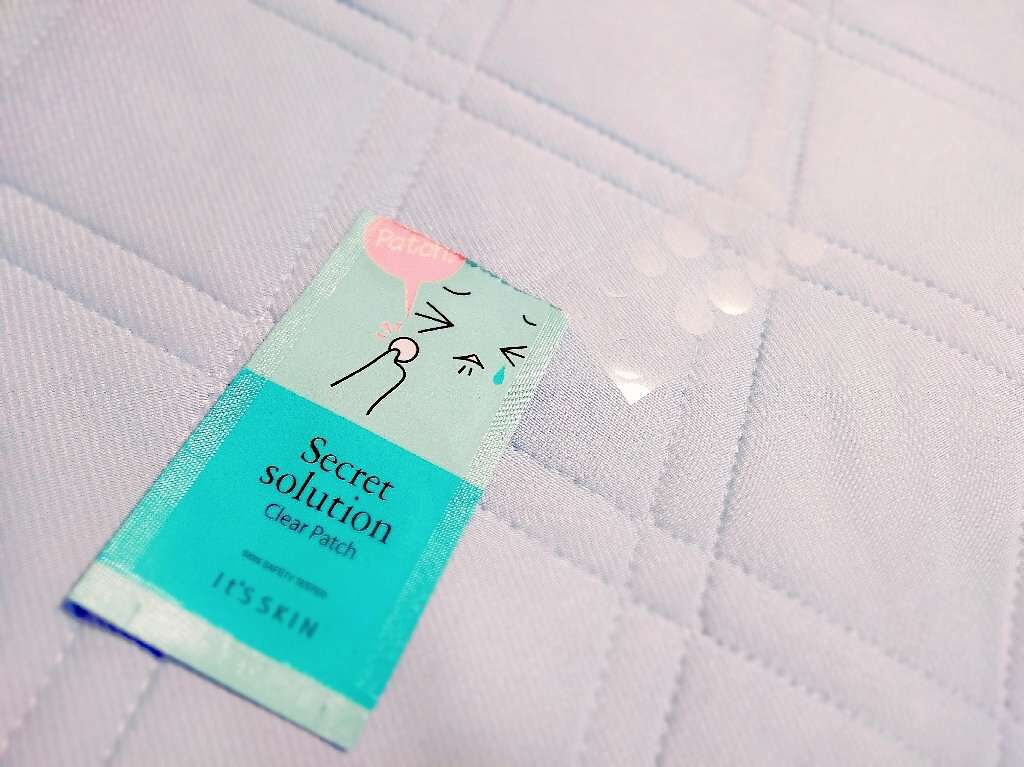 Patch
Secret
solution
Clear Patch
SKIN SAFETY TESTED
It'S SKIN